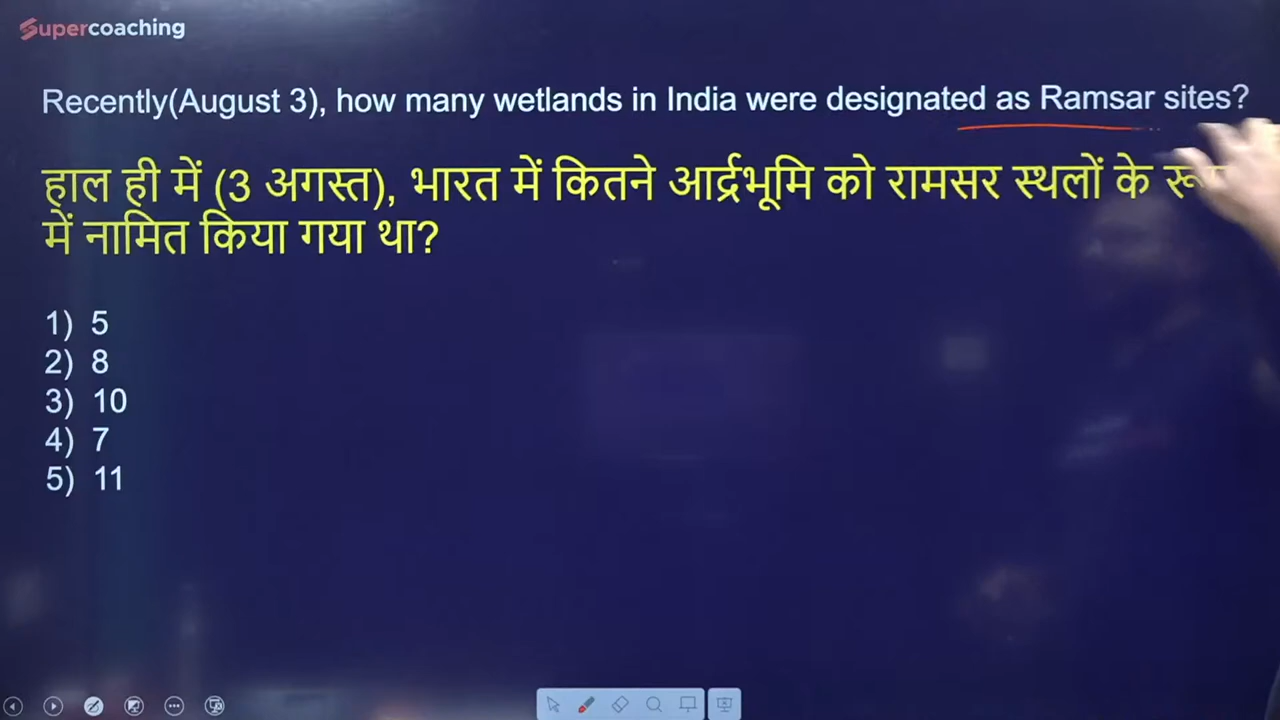 Supercoaching
Recently(August 3), how many wetlands in India were designated as Ramsar sites?
हाल ही में (3 अगस्त), भारत में कितने आर्द्रभूमि को रामसर स्थलों के
में नामित किया गया था?
1) 5
2) 8
3) 10
4) 7
5) 11